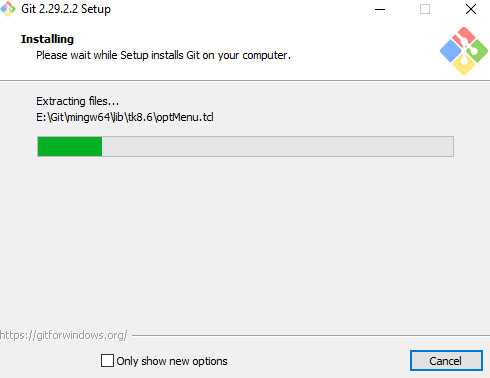 Git 2.29.2.2 Setup
Installing
Please wait while Setup installs Git on your computer.
Extracting files...
E:\Git\mingw64\lib\tk8.6\optMenu.tcl
https://gitforwindows.org/
Only show new options
Cancel